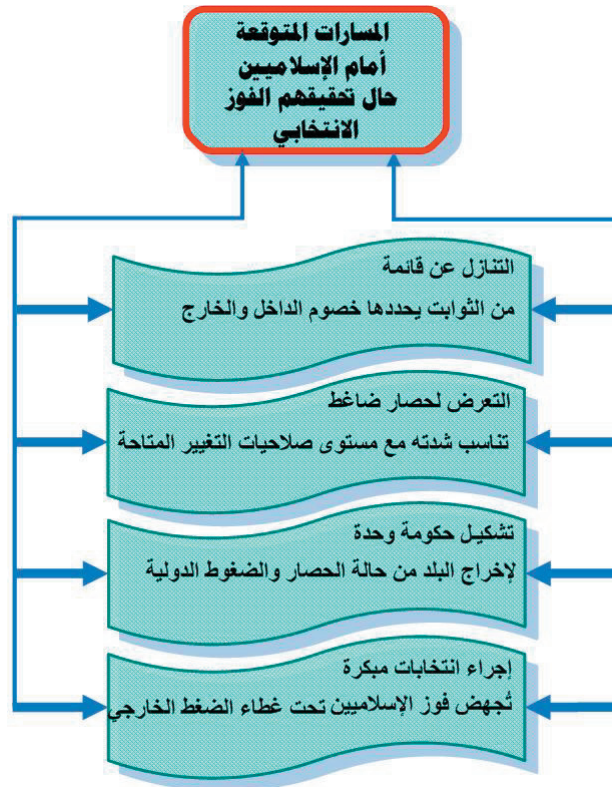 المسارات المتوقعة
أمام الإسلاميين
حال تحقيقهم الفوز
الانتخابي
التنازل عن قائمة
من الثوابت يحددها خصوم الداخل والخارج
التعرض لحصار ضاغط
تناسب شدته مع مستوى صلاحيات التغيير المتاحة
تشكيل حكومة وحدة
لإخراج البلد من حالة الحصار والضغوط الدولية
إجراء انتخابات مبكرة
تُجهض فوز الإسلاميين تحت غطاء الضغط الخارجي